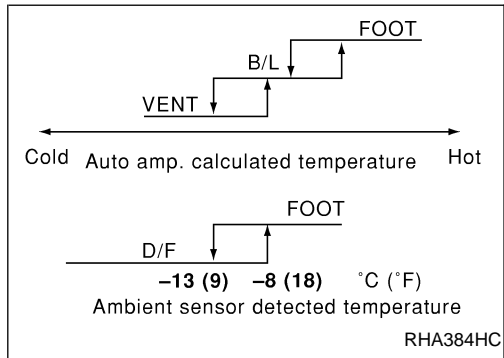 FOOT
B/L
VENT
Cold Auto amp. calculated temperature Hot
FOOT
D/F
–13 (9) –8 (18) ˚C (˚F)
Ambient sensor detected temperature
RHA384HC